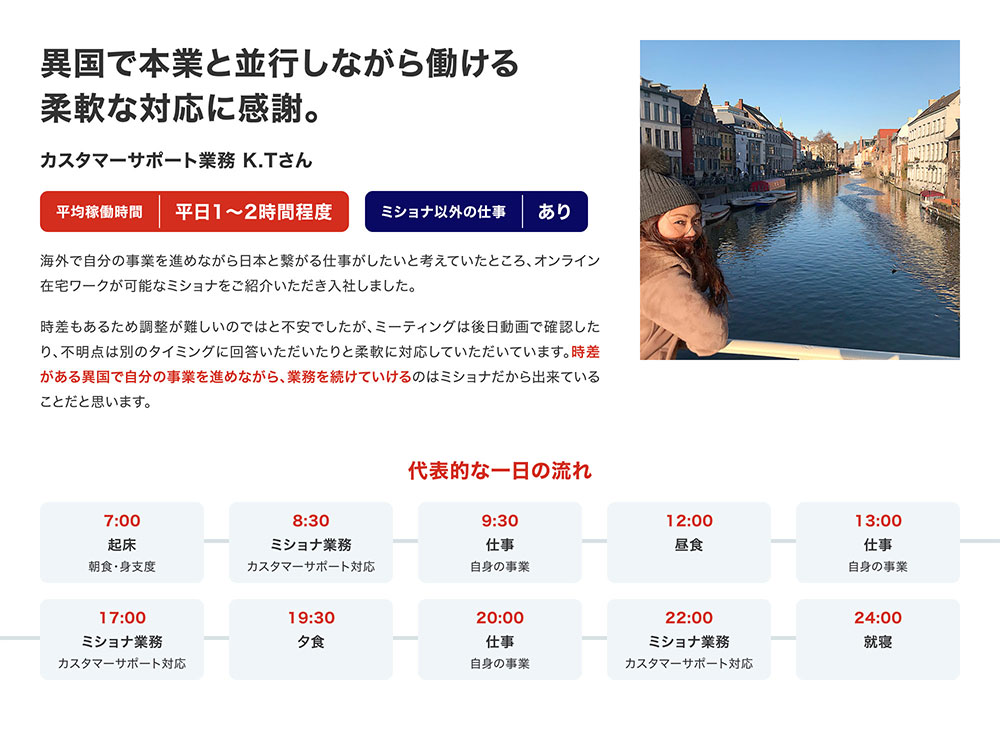 異国で本業と並行しながら働ける
柔軟な対応に感謝。
カスタマーサポート業務 K.Tさん
平均稼働時間 平日1〜2時間程度 ミショナ以外の仕事 あり
海外で自分の事業を進めながら日本と繋がる仕事がしたいと考えていたところ、オンライン
在宅ワークが可能なミショナをご紹介いただき入社しました。
時差もあるため調整が難しいのではと不安でしたが、ミーティングは後日動画で確認した
り、不明点は別のタイミングに回答いただいたりと柔軟に対応していただいています。時差
がある異国で自分の事業を進めながら、業務を続けていけるのはミショナだから出来ている
ことだと思います。
代表的な一日の流れ
7:00
起床
朝食・身支度
8:30
ミショナ業務
カスタマーサポート対応
9:30
仕事
自身の事業
12:00
昼食
13:00
仕事
自身の事業
17:00
ミショナ業務
カスタマーサポート対応
19:30
夕食
20:00
仕事
自身の事業
22:00
ミショナ業務
カスタマーサポート対応
24:00
就寝